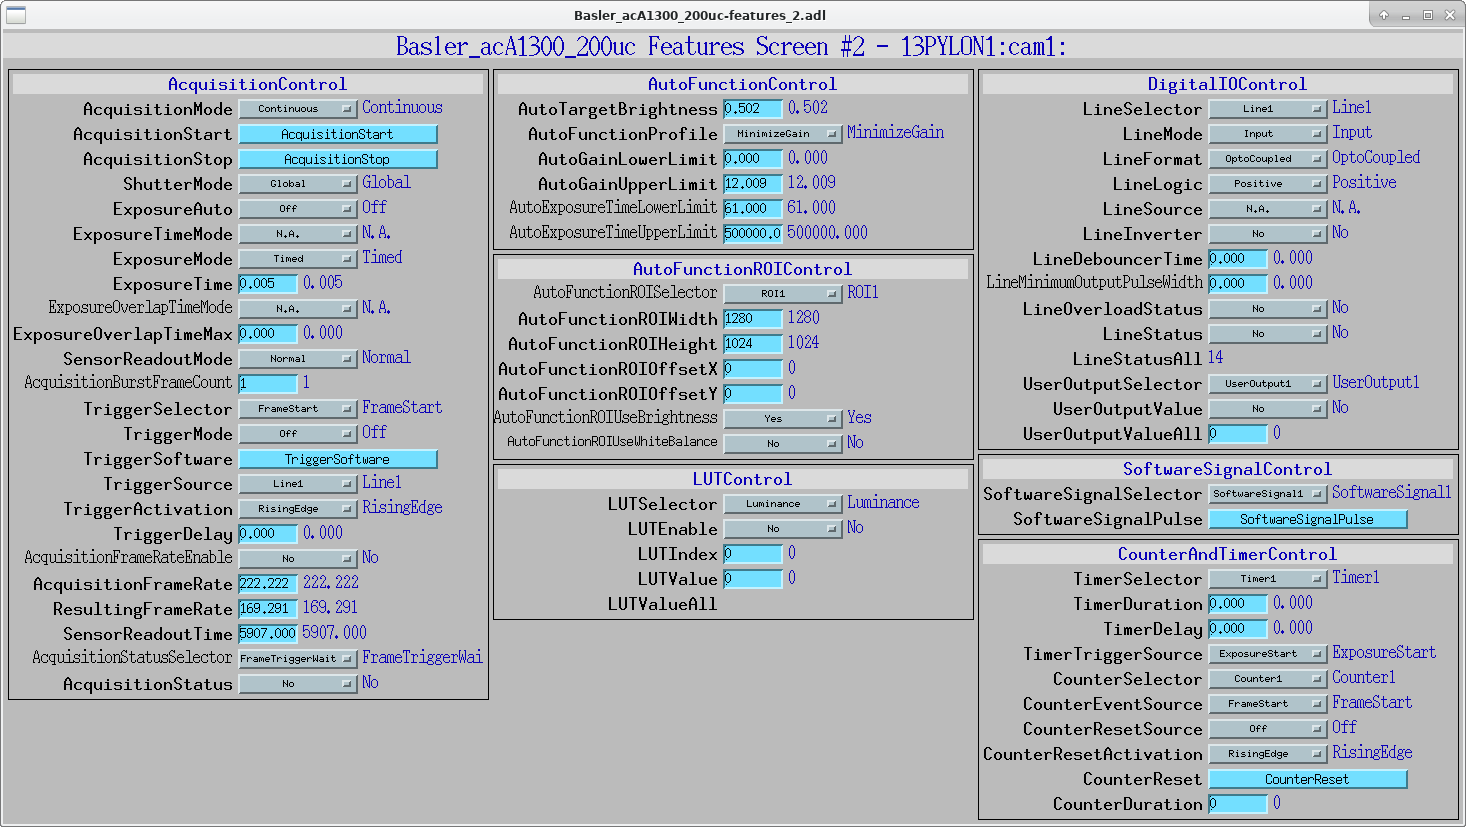 Basler_acA1300_200uc-features_2.adl
Basler_acA1300_200uc Features Screen #2 - 13PYLON1:cam1:
AcquisitionControl
AcquisitionMode Continuous Continuous
AcquisitionStart AcquisitionStart
AcquisitionStop AcquisitionStop
ShutterMode Global Global
ExposureAuto Off Off
ExposureTimeMode N.A. N.A.
ExposureMode Timed Timed
ExposureTime 0.005 0.005
ExposureOverlapTimeMode N.A. N.A.
ExposureOverlapTimeMax 0.000 0.000
SensorReadoutMode Normal Normal
AcquisitionBurstFrameCount 1 1
TriggerSelector FrameStart FrameStart
TriggerMode Off Off
TriggerSoftware TriggerSoftware
TriggerSource Line1 Line1
TriggerActivation RisingEdge RisingEdge
TriggerDelay 0.000 0.000
AcquisitionFrameRateEnable No No
AcquisitionFrameRate 222.222 222.222
ResultingFrameRate 169.291 169.291
SensorReadoutTime 5907.000 5907.000
AcquisitionStatusSelector FrameTriggerWait FrameTriggerWai
AcquisitionStatus No No
AutoFunctionControl
AutoTargetBrightness 0.502 0.502
AutoFunctionProfile MinimizeGain MinimizeGain
AutoGainLowerLimit 0.000 0.000
AutoGainUpperLimit 12.009 12.009
AutoExposureTimeLowerLimit 61.000 61.000
AutoExposureTimeUpperLimit 500000.0 500000.000
AutoFunctionROIControl
AutoFunctionROISelector ROI1 ROI1
AutoFunctionROIWidth 1280 1280
AutoFunctionROIHeight 1024 1024
AutoFunctionROIOffsetX 0 0
AutoFunctionROIOffsetY 0 0
AutoFunctionROIUseBrightness Yes Yes
AutoFunctionROIUseWhiteBalance No No
LUTControl
LUTSelector Luminance Luminance
LUTEnable No No
LUTIndex 0 0
LUTValue 0 0
LUTValueAll
DigitalIOControl
LineSelector Line1 Line1
LineMode Input Input
LineFormat OptoCoupled OptoCoupled
LineLogic Positive Positive
LineSource N.A. N.A.
LineInverter No No
LineDebouncerTime 0.000 0.000
LineMinimumOutputPulseWidth 0.000 0.000
LineOverloadStatus No No
LineStatus No No
LineStatusAll 14
UserOutputSelector UserOutput1 UserOutput1
UserOutputValue No No
UserOutputValueAll 0 0
SoftwareSignalControl
SoftwareSignalSelector SoftwareSignal1 SoftwareSignal1
SoftwareSignalPulse SoftwareSignalPulse
CounterAndTimerControl
TimerSelector Timer1 Timer1
TimerDuration 0.000 0.000
TimerDelay 0.000 0.000
TimerTriggerSource ExposureStart ExposureStart
CounterSelector Counter1 Counter1
CounterEventSource FrameStart FrameStart
CounterResetSource Off Off
CounterResetActivation RisingEdge RisingEdge
CounterReset CounterReset
CounterDuration 0 0